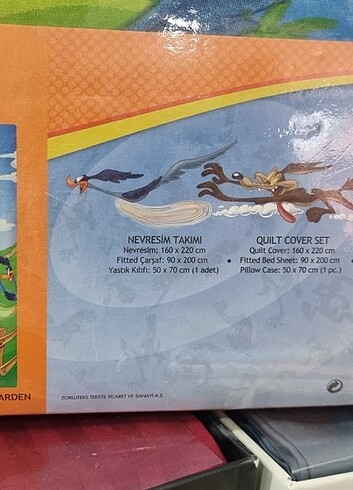 NEVRESİM TAKIMI
Nevresim: 160 x 220 cm
Fitted Çarşaf: 90 x 200 cm
Yastık Kılıfı: 50 x 70 cm (1 adet)
•
QUILT COVER SET
Quilt Cover: 160 x 220 cm
Fitted Bed Sheet: 90 x 200 cm
Pillow Case: 50 x 70 cm (1 pc.)
•
ARDEN
ZORLUTEKS TEKSTİL TİCARET VE SANAYİ A.Ş.